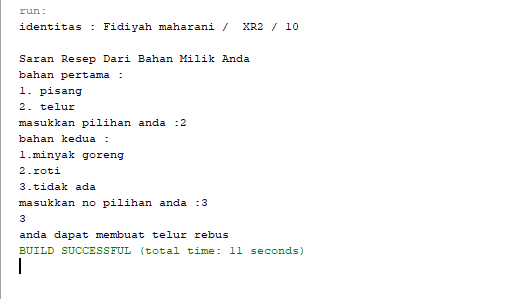 run:
identitas : Fidiyah maharani /  XR2 / 10
Saran Resep Dari Bahan Milik Anda
bahan pertama :
1. pisang
2. telur
masukkan pilihan anda :2
bahan kedua :
1.minyak goreng
2.roti
3.tidak ada
masukkan no pilihan anda :3
3
anda dapat membuat telur rebus
BUILD SUCCESSFUL (total time: 11 seconds)